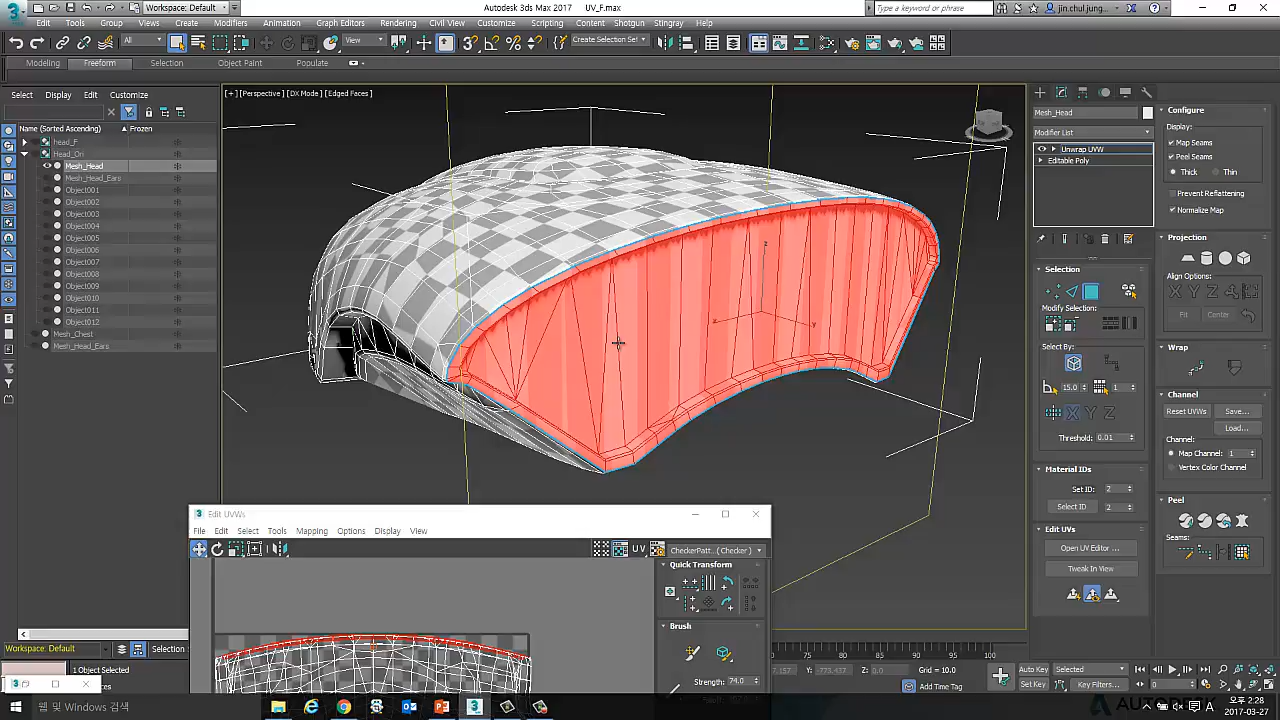 Autodesk 3ds Max UV_F.max
Workspace: Default
Type a keyword or phrase
jin.chul.jung...
Edit Tools Group Views Create Modifiers Animation Graph Editors Rendering Civil View Customize Scripting Content Shotgun Stingray Help
All
View
Create Selection Set
Modeling Freeform Selection Object Paint Populate
Select Display Edit Customize
Name (Sorted Ascending) Frozen
head_F
Head_Ori
Mesh_Head
Mesh_Head_Ears
Object001
Object002
Object003
Object004
Object005
Object006
Object007
Object008
Object009
Object010
Object011
Object012
Mesh_Chest
Mesh_Head_Ears
[+] [Perspective] [DX Mode] [Edged Faces]
z
x
y
Mesh_Head
Modifier List
Unwrap UVW
Editable Poly
Selection
Modify Selection:
Select By:
15.0
1
X Y Z
Threshold: 0.01
Material IDs
Set ID: 2
Select ID 2
Edit UVs
Open UV Editor ...
Tweak In View
Configure
Display:
Map Seams
Peel Seams
Thick Thin
Prevent Reflattening
Normalize Map
Projection
Align Options:
X Y Z
Fit Center
Wrap
Channel
Reset UVWs Save...
Load...
Channel:
Map Channel: 1
Vertex Color Channel
Peel
Seams:
3 Edit UVWs
File Edit Select Tools Mapping Options Display View
UV CheckerPatt...( Checker )
Quick Transform
Brush
Strength: 74.0
Workspace: Default Selection
1 Object Selected
75 80 85 90 95 100
Y: -775.437 Z: 0.0 Grid = 10.0
Add Time Tag
Auto Key Selected
Set Key Key Filters...
0
웹 및 Windows 검색
A 오후 2:28
2017-03-27